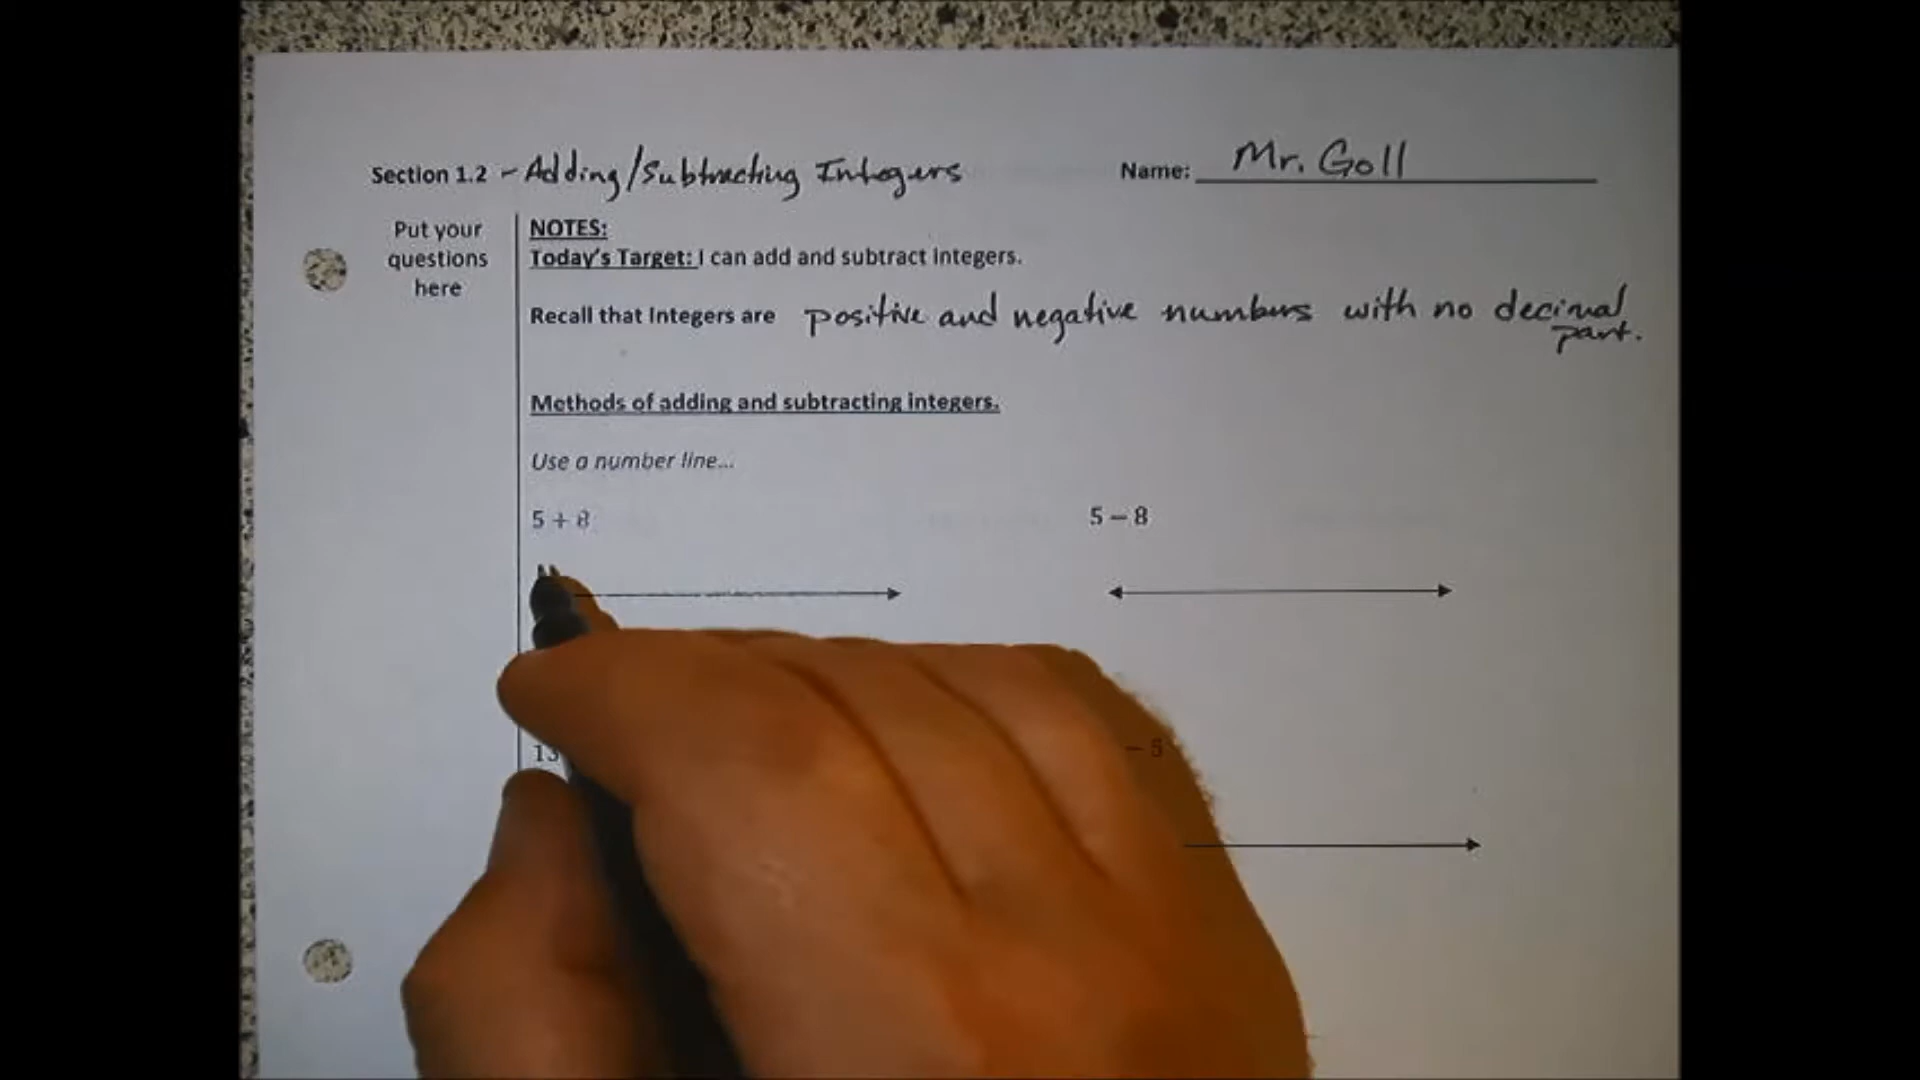 Section 1.2 - Adding/Subtracting Integers Name: Mr. Goll
Put your
questions
here
NOTES:
Today's Target: I can add and subtract integers.
Recall that Integers are positive and negative numbers with no decimal
part.
Methods of adding and subtracting integers.
Use a number line...
5 + 8 5 – 8
13 – 5